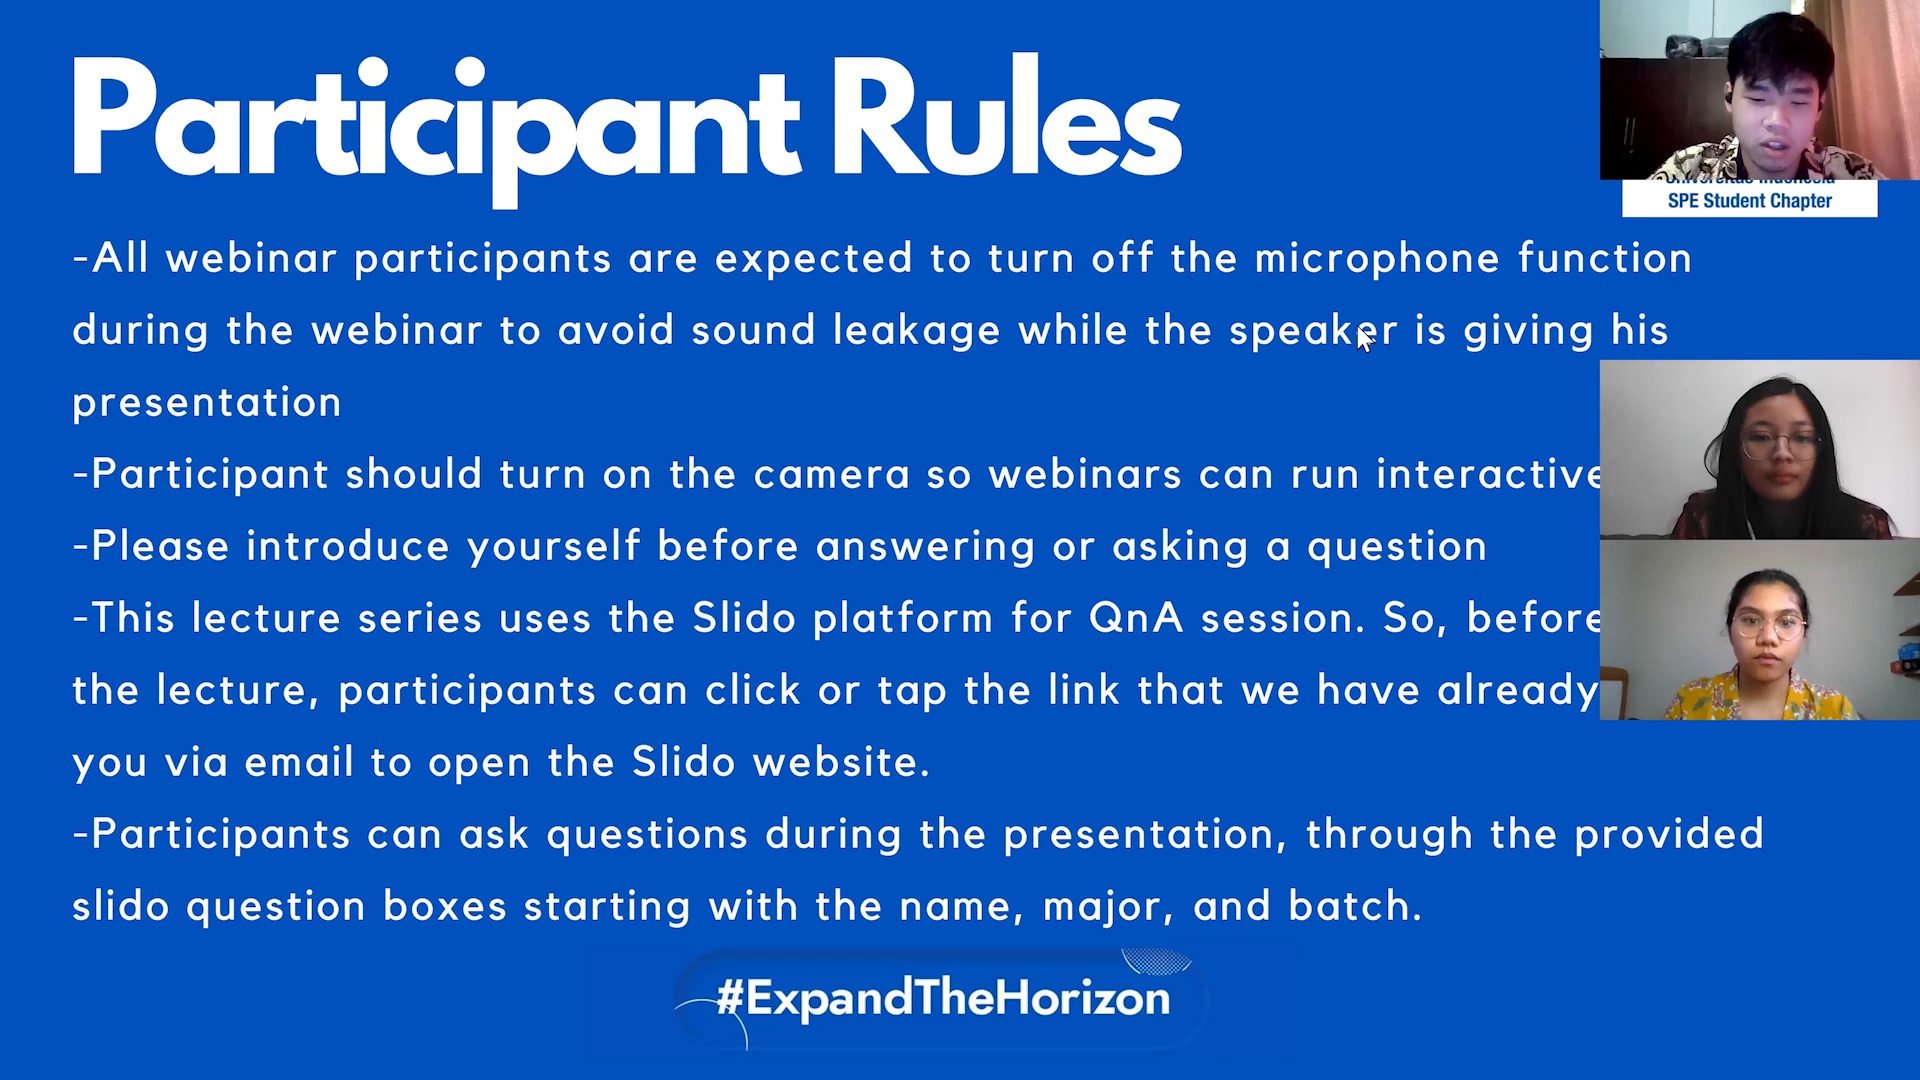 Participant Rules
SPE Student Chapter
-All webinar participants are expected to turn off the microphone function
during the webinar to avoid sound leakage while the speaker is giving his
presentation
-Participant should turn on the camera so webinars can run interactive
-Please introduce yourself before answering or asking a question
-This lecture series uses the Slido platform for QnA session. So, before
the lecture, participants can click or tap the link that we have already
you via email to open the Slido website.
-Participants can ask questions during the presentation, through the provided
slido question boxes starting with the name, major, and batch.
#ExpandTheHorizon